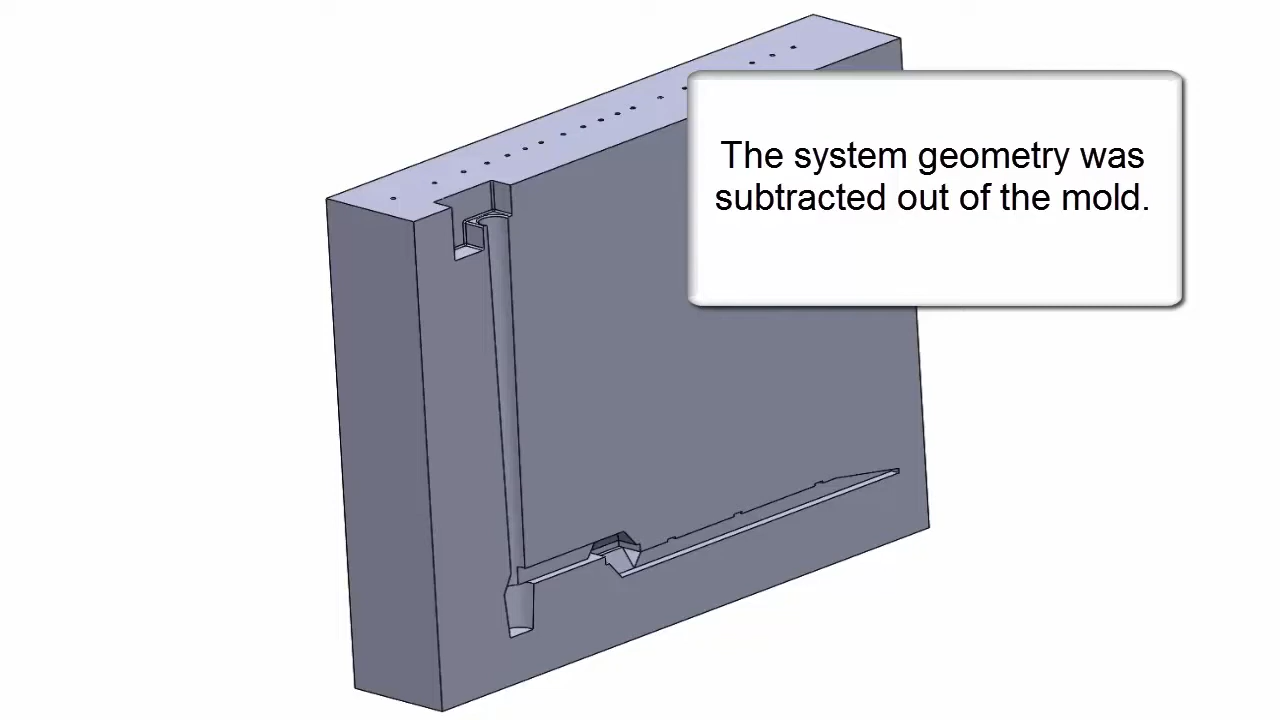 The system geometry was
subtracted out of the mold.